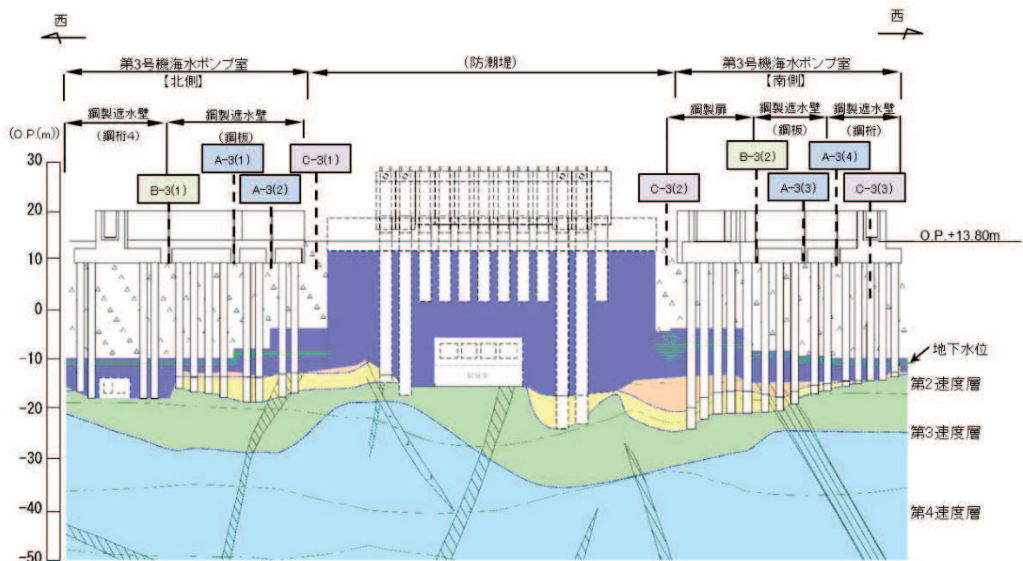 西
西
第3号機海水ポンプ室
【北側】
(防潮堤)
第3号機海水ポンプ室
【南側】
鋼製遮水壁
(鋼桁4)
鋼製遮水壁
(鋼板)
鋼製扉
鋼製遮水壁
(鋼板)
鋼製遮水壁
(鋼桁)
(O.P.(m))
B-3(1)
A-3(1)
A-3(2)
C-3(1)
C-3(2)
B-3(2)
A-3(3)
A-3(4)
C-3(3)
30
20
10
0
-10
-20
-30
-40
-50
O.P.+13.80m
地下水位
第2速度層
第3速度層
第4速度層